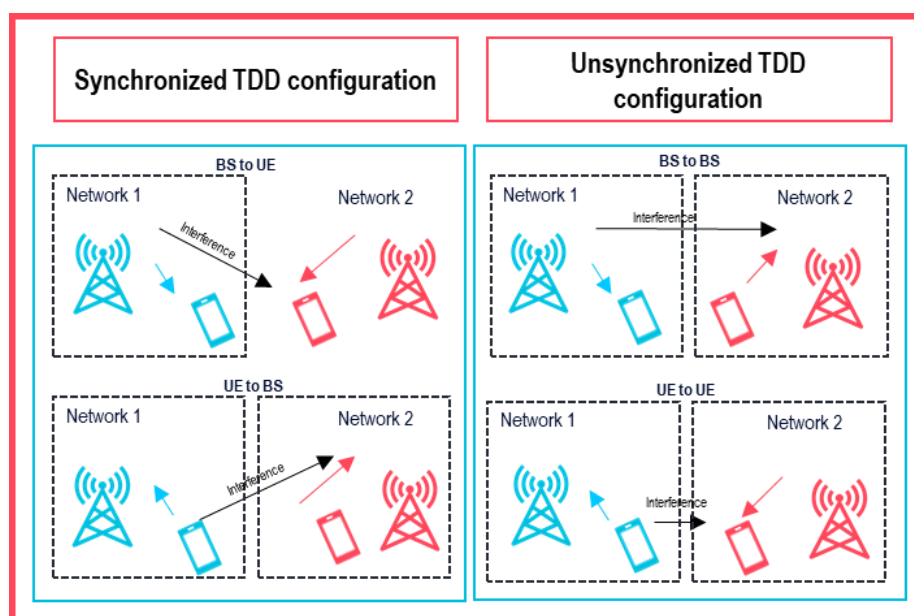 Synchronized TDD configuration
Unsynchronized TDD
configuration
BS to UE
Network 1
Network 2
Interference
UE to BS
Network 1
Network 2
Interference
BS to BS
Network 1
Network 2
Interference
UE to UE
Network 1
Network 2
Interference